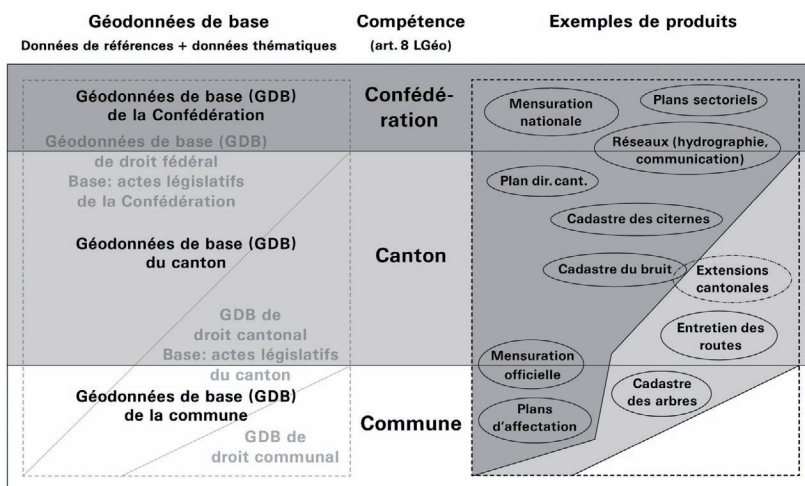 Géodonnées de base
Données de références + données thématiques
Compétence
(art. 8 LGéo)
Exemples de produits
Géodonnées de base (GDB)
de la Confédération
Géodonnées de base (GDB)
de droit fédéral
Base: actes législatifs
de la Confédération
Géodonnées de base (GDB)
du canton
GDB de
droit cantonal
Base: actes législatifs
du canton
Géodonnées de base (GDB)
de la commune
GDB de
droit communal
Confédé-
ration
Canton
Commune
Mensuration
nationale
Plans sectoriels
Réseaux (hydrographie,
communication)
Plan dir. cant.
Cadastre des citernes
Cadastre du bruit
Extensions
cantonales
Entretien des
routes
Mensuration
officielle
Cadastre
des arbres
Plans
d'affectation